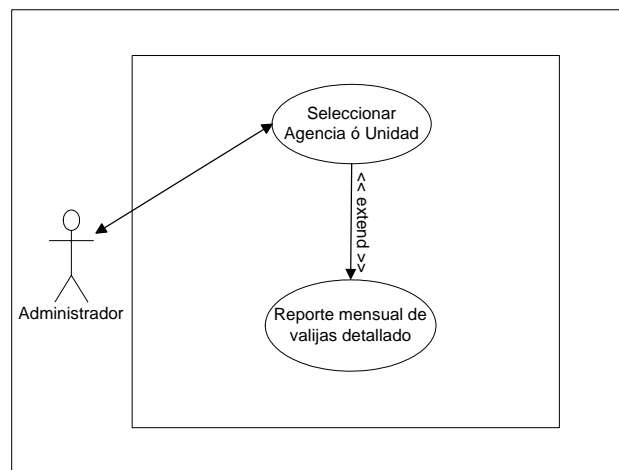 Seleccionar
Agencia ó Unidad
<< extend >>
Administrador
Reporte mensual de
valijas detallado